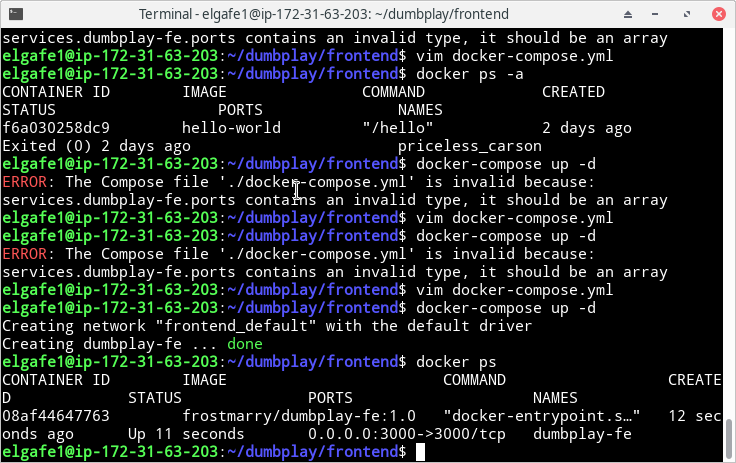 Terminal - elgafe1@ip-172-31-63-203: ~/dumbplay/frontend
services.dumbplay-fe.ports contains an invalid type, it should be an array
elgafe1@ip-172-31-63-203:~/dumbplay/frontend$ vim docker-compose.yml
elgafe1@ip-172-31-63-203:~/dumbplay/frontend$ docker ps -a
CONTAINER ID        IMAGE               COMMAND             CREATED
STATUS                  PORTS               NAMES
f6a030258dc9        hello-world         "/hello"            2 days ago
Exited (0) 2 days ago                       priceless_carson
elgafe1@ip-172-31-63-203:~/dumbplay/frontend$ docker-compose up -d
ERROR: The Compose file './docker-compose.yml' is invalid because:
services.dumbplay-fe.ports contains an invalid type, it should be an array
elgafe1@ip-172-31-63-203:~/dumbplay/frontend$ vim docker-compose.yml
elgafe1@ip-172-31-63-203:~/dumbplay/frontend$ docker-compose up -d
ERROR: The Compose file './docker-compose.yml' is invalid because:
services.dumbplay-fe.ports contains an invalid type, it should be an array
elgafe1@ip-172-31-63-203:~/dumbplay/frontend$ vim docker-compose.yml
elgafe1@ip-172-31-63-203:~/dumbplay/frontend$ docker-compose up -d
Creating network "frontend_default" with the default driver
Creating dumbplay-fe ... done
elgafe1@ip-172-31-63-203:~/dumbplay/frontend$ docker ps
CONTAINER ID        IMAGE                        COMMAND                  CREATE
D             STATUS              PORTS                    NAMES
08af44647763        frostmarry/dumbplay-fe:1.0   "docker-entrypoint.s…"   12 sec
onds ago      Up 11 seconds       0.0.0.0:3000->3000/tcp   dumbplay-fe
elgafe1@ip-172-31-63-203:~/dumbplay/frontend$